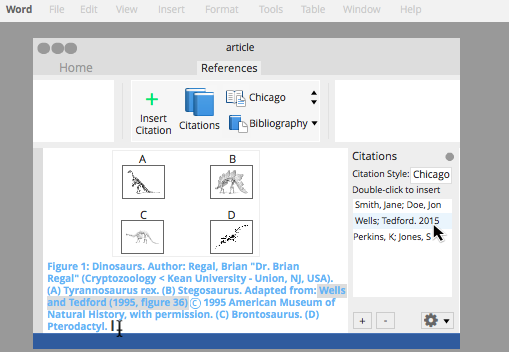 Word File Edit View Insert Format Tools Table Window Help
article
Home References
Insert Citation
Citations
Chicago
Bibliography
A B
C D
Figure 1: Dinosaurs. Author: Regal, Brian "Dr. Brian
Regal" (Cryptozoology < Kean University - Union, NJ, USA).
(A) Tyrannosaurus rex. (B) Stegosaurus. Adapted from: Wells
and Tedford (1995, figure 36) © 1995 American Museum of
Natural History, with permission. (C) Brontosaurus. (D)
Pterodactyl.
Citations
Citation Style: Chicago
Double-click to insert
Smith, Jane; Doe, Jon
Wells; Tedford. 2015
Perkins, K; Jones, S
+ -